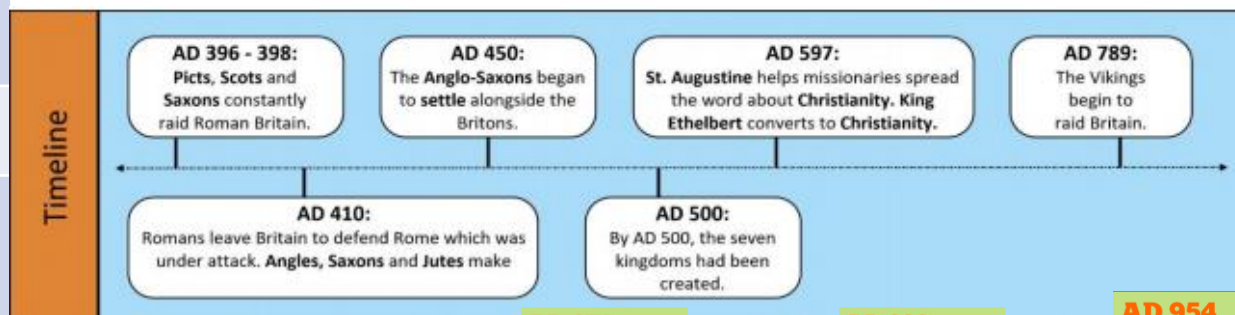 Timeline
AD 396 - 398:
Picts, Scots and
Saxons constantly
raid Roman Britain.
AD 410:
Romans leave Britain to defend Rome which was
under attack. Angles, Saxons and Jutes make
AD 450:
The Anglo-Saxons began
to settle alongside the
Britons.
AD 500:
By AD 500, the seven
kingdoms had been
created.
AD 597:
St. Augustine helps missionaries spread
the word about Christianity. King
Ethelbert converts to Christianity.
AD 789:
The Vikings
begin to
raid Britain.
AD 954